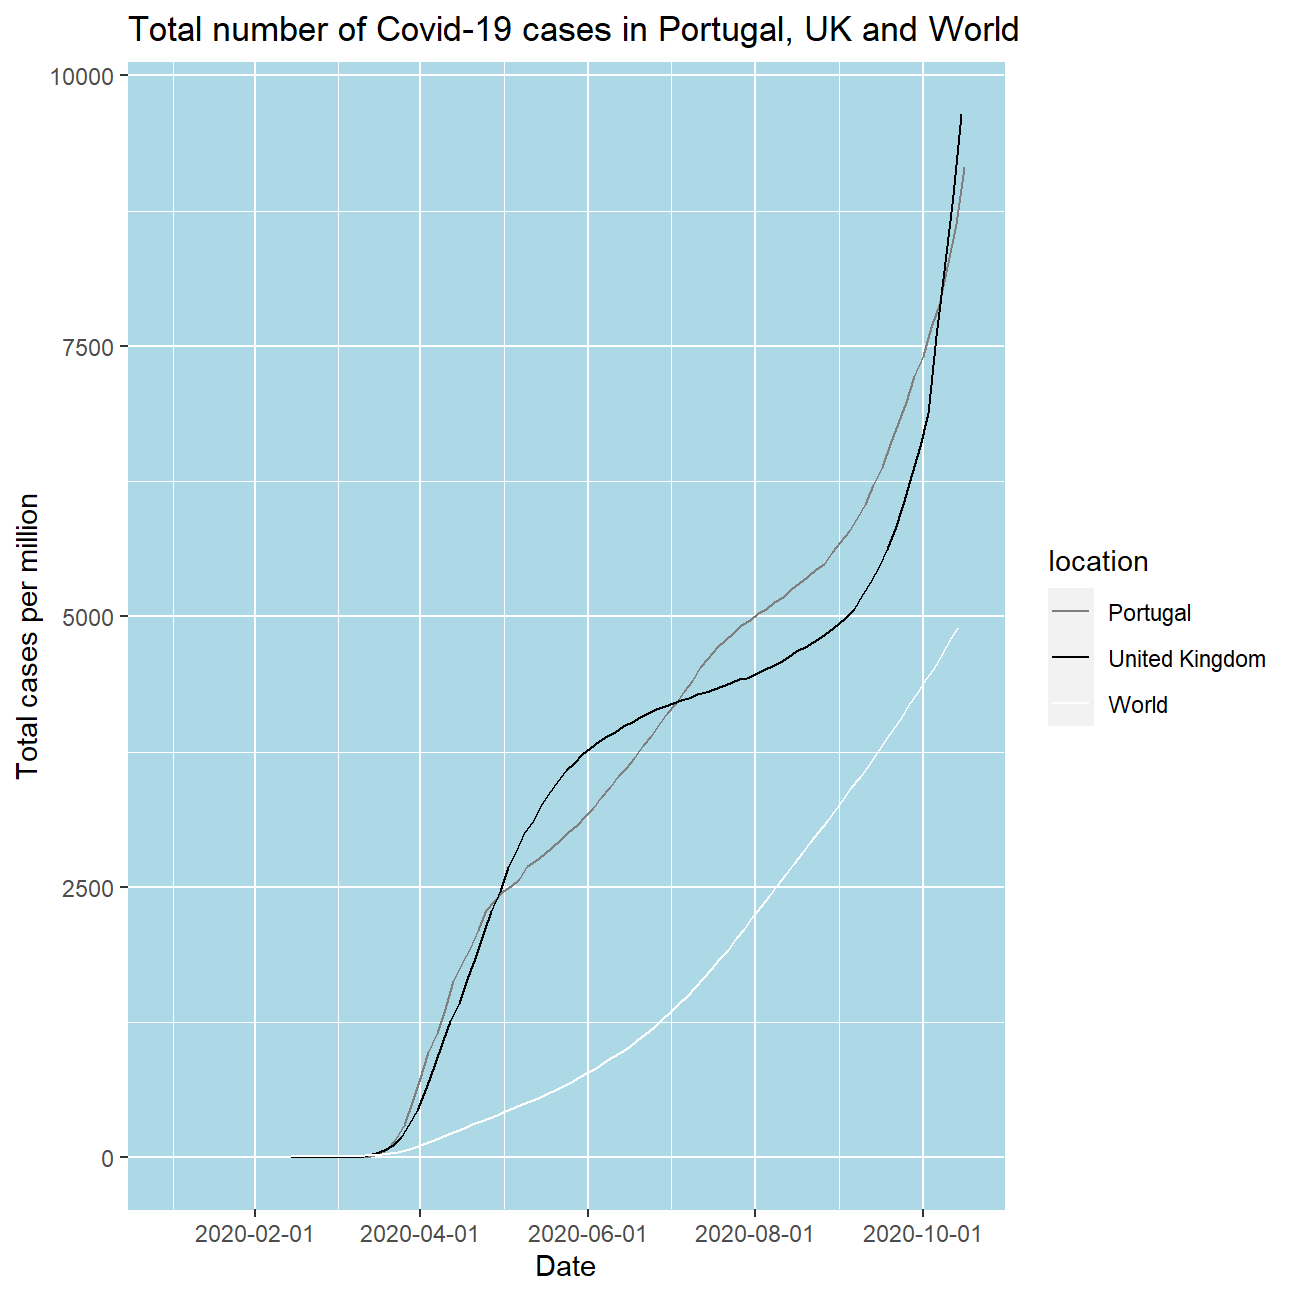 Total number of Covid-19 cases in Portugal, UK and World
Total cases per million
10000
7500
5000
2500
0
2020-02-01 2020-04-01 2020-06-01 2020-08-01 2020-10-01
Date
location
Portugal
United Kingdom
World